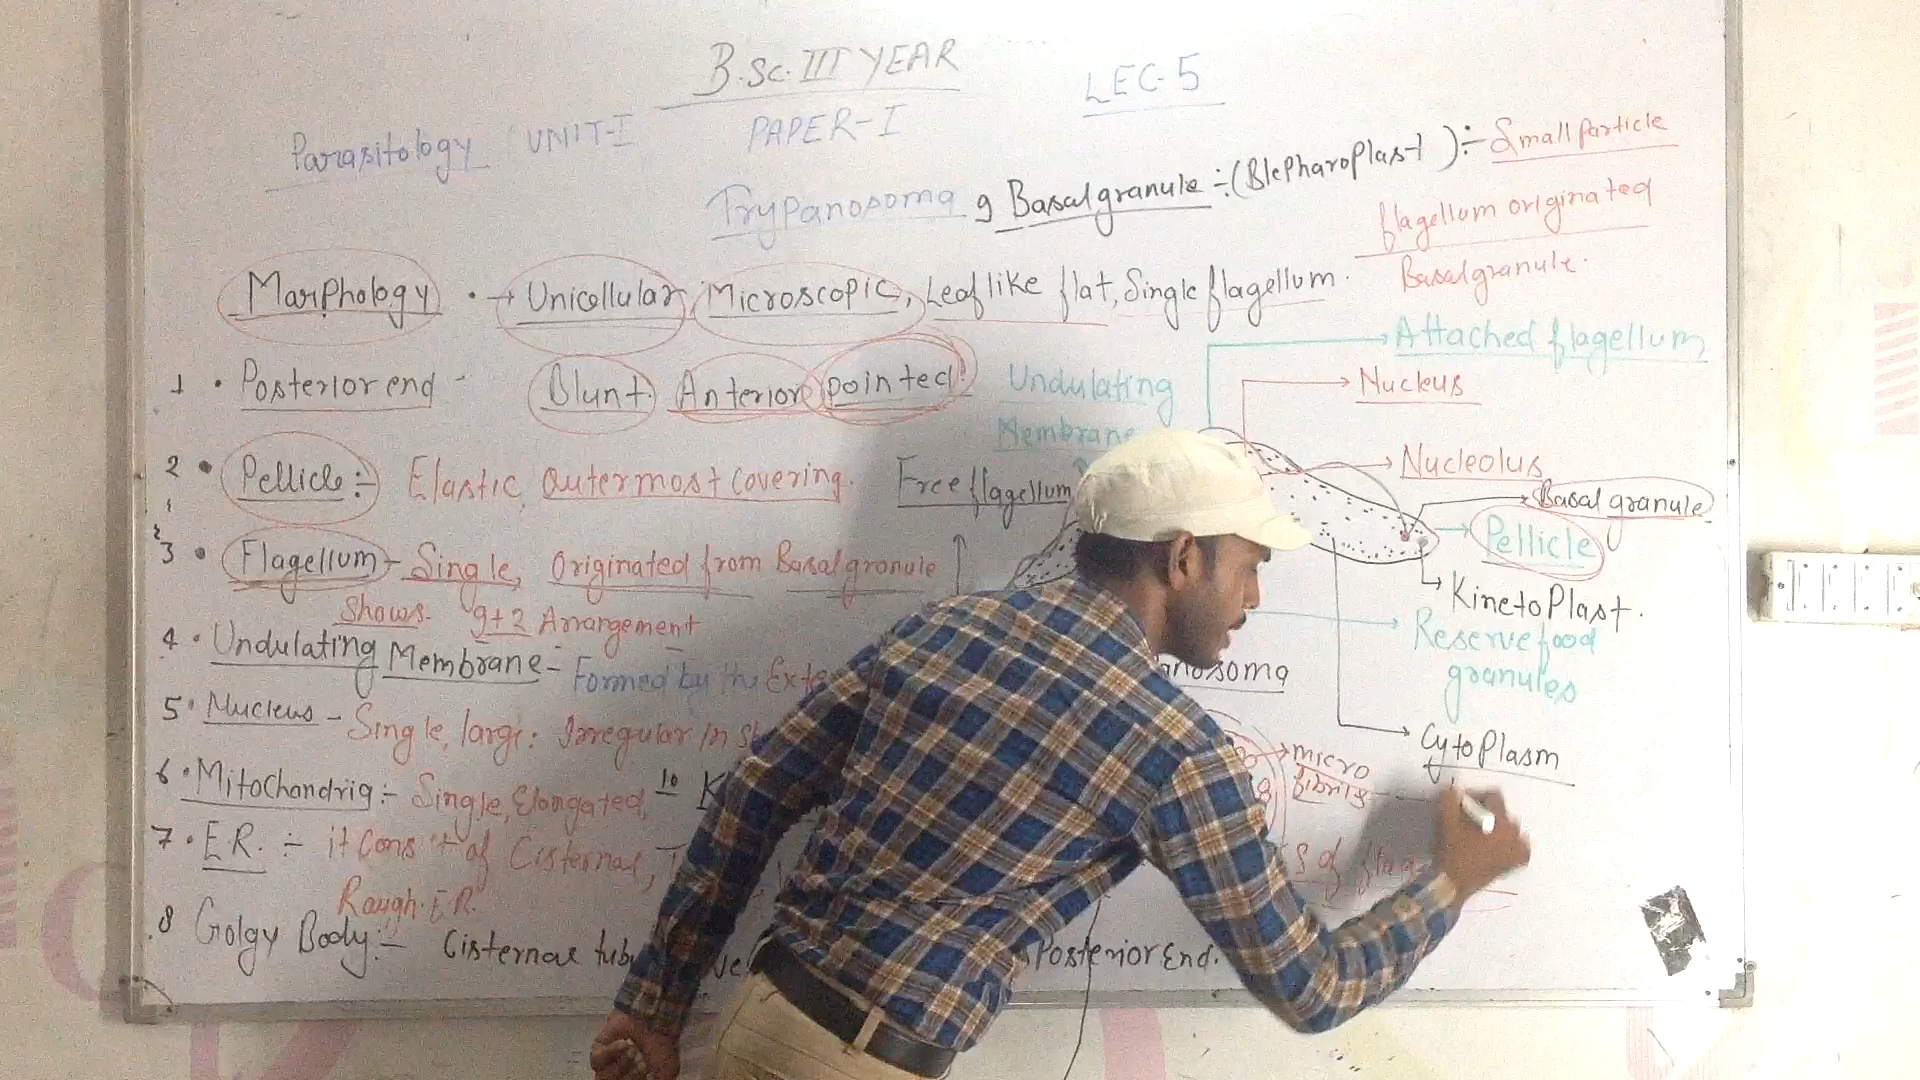 B.Sc. III YEAR
LEC-5
Parasitology UNIT-I PAPER-I
Trypanosoma 9 Basal granule ÷ (Blepharoplast) ÷ Small Particle
flagellum originated
Basal granule.
Morphology • → Unicellular, Microscopic, Leaf like flat, Single flagellum.
1 • Posterior end - Blunt. Anterior pointed.
2 • Pellicle :- Elastic, Outermost covering.
3 • Flagellum - Single, Originated from Basal granule
Shows. 9+2 Arrangement
4 • Undulating Membrane - Formed by the
5 • Nucleus - Single, large. Irregular in
6 • Mitochondria :- Single, Elongated,
10
7 • E.R. ÷ it Consist of Cisternae,
Rough. E.R.
8 Golgy Body :- Cisternae
Posterior End.
Attached flagellum
Undulating
Membrane
Nucleus
Nucleolus
Free flagellum
Basal granule
Pellicle
KinetoPlast.
Reserve food
granules
CytoPlasm
micro
fibrils